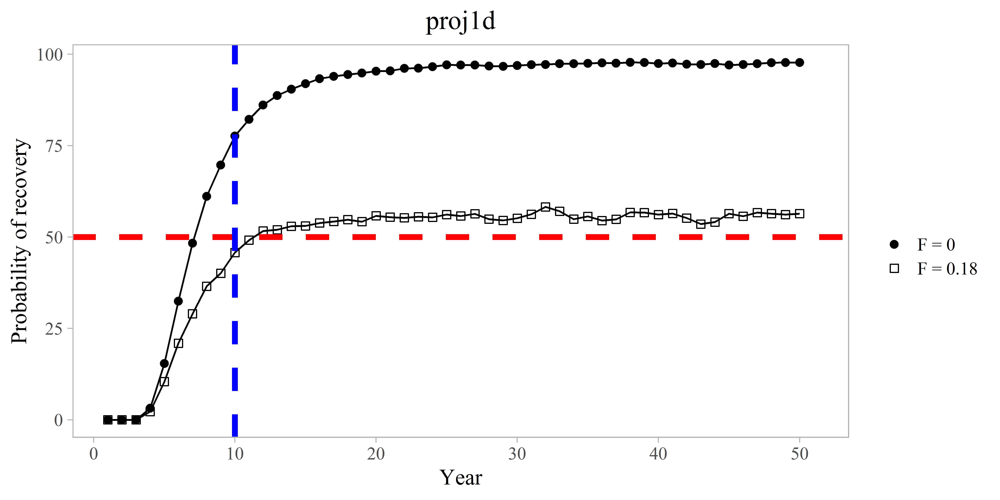 proj1d
Probability of recovery
100
75
50
25
0
0 10 20 30 40 50
Year
F = 0
F = 0.18